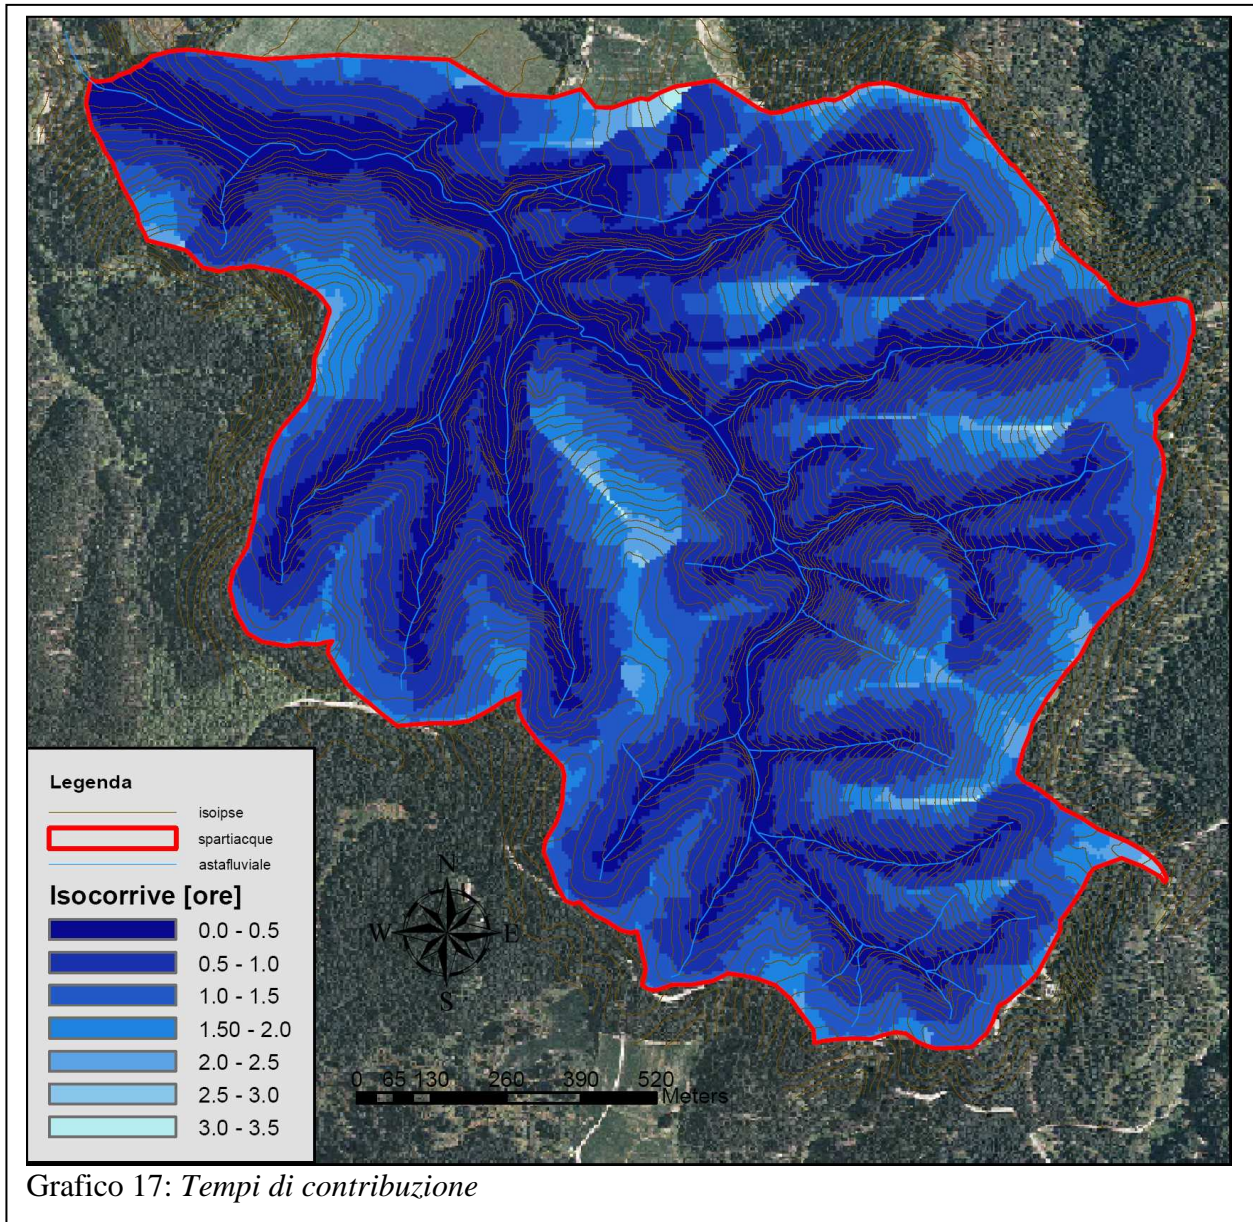 Legenda
isoipse
spartiacque
astafluviale
Isocorrive [ore]
0.0 - 0.5
0.5 - 1.0
1.0 - 1.5
1.50 - 2.0
2.0 - 2.5
2.5 - 3.0
3.0 - 3.5
N
W E
S
0 65 130 260 390 520
Meters
Grafico 17: Tempi di contribuzione